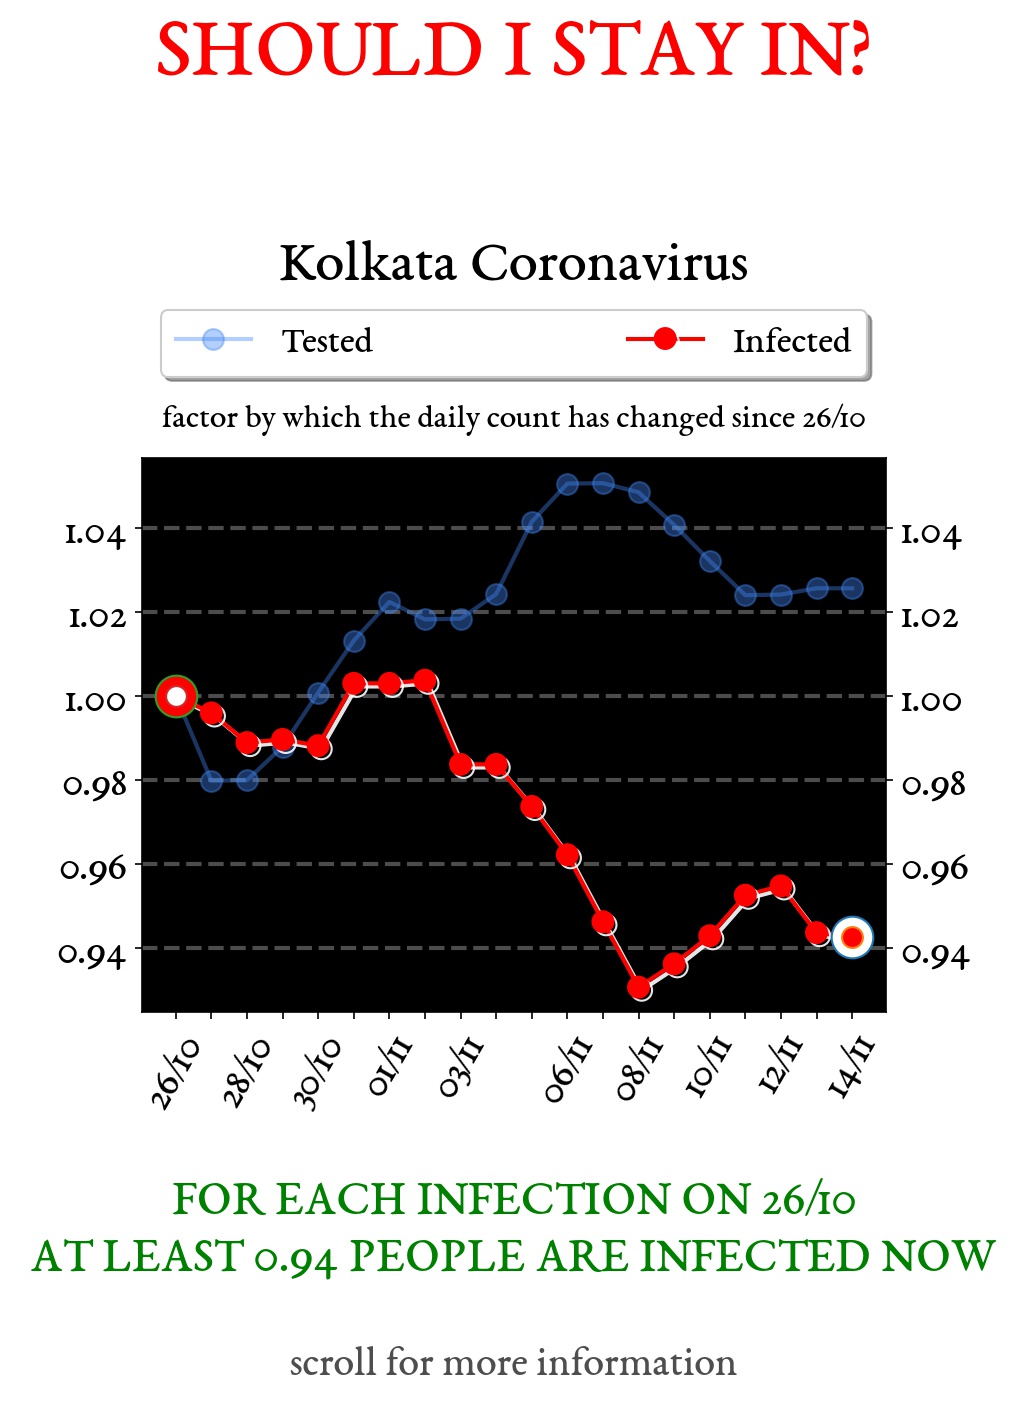 SHOULD I STAY IN?
Kolkata Coronavirus
Tested Infected
factor by which the daily count has changed since 26/10
1.04 1.04
1.02 1.02
1.00 1.00
0.98 0.98
0.96 0.96
0.94 0.94
26/10 28/10 30/10 01/11 03/11 06/11 08/11 10/11 12/11 14/11
FOR EACH INFECTION ON 26/10
AT LEAST 0.94 PEOPLE ARE INFECTED NOW
scroll for more information